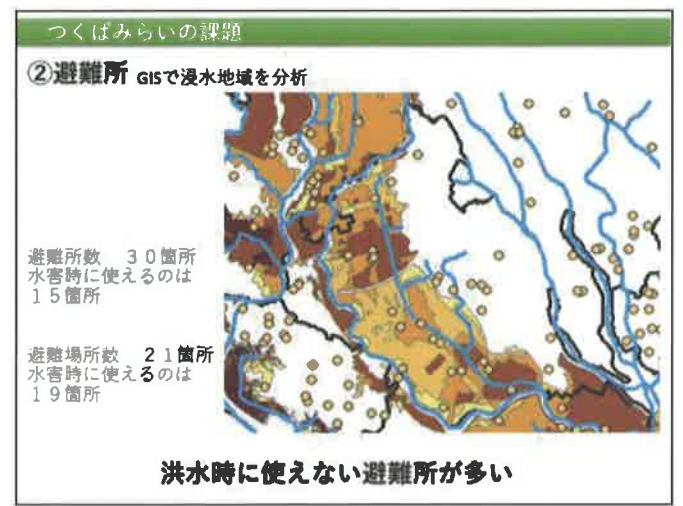 つくばみらいの課題
②避難所 GISで浸水地域を分析
避難所数 30箇所
水害時に使えるのは
15箇所
避難場所数 21箇所
水害時に使えるのは
19箇所
洪水時に使えない避難所が多い